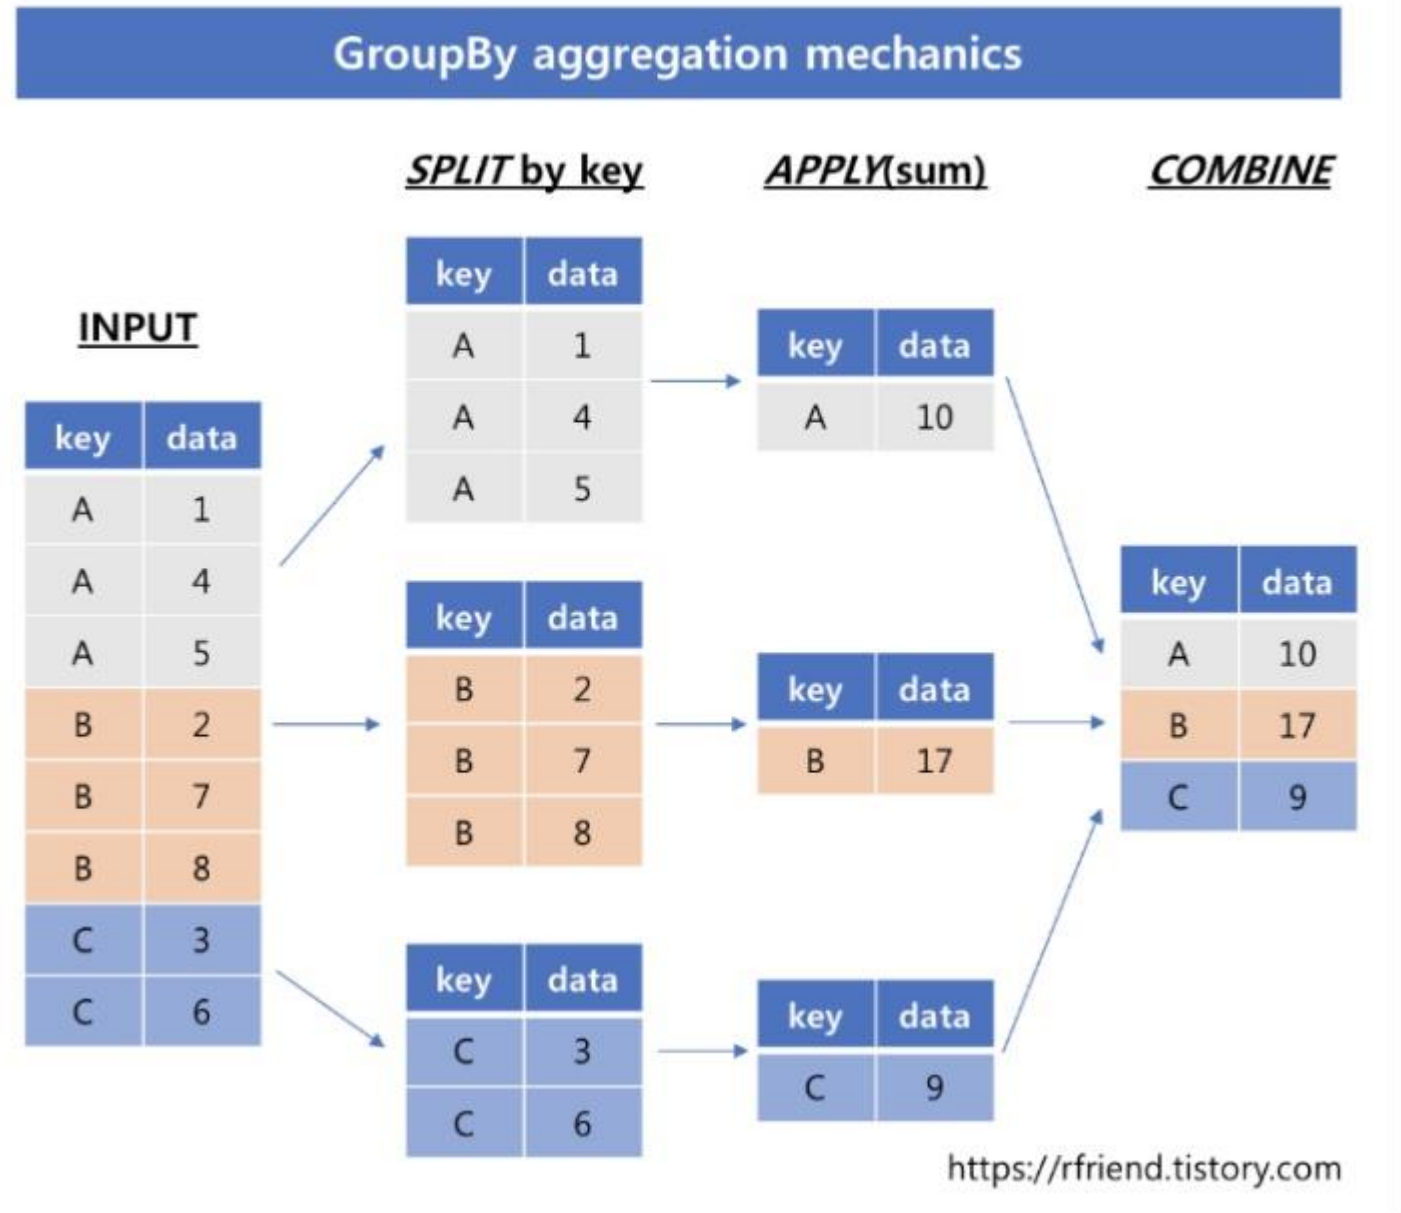 GroupBy aggregation mechanics
SPLIT by key
APPLY(sum)
COMBINE
INPUT
key data
A 1
A 4
A 5
B 2
B 7
B 8
C 3
C 6
key data
A 1
A 4
A 5
key data
B 2
B 7
B 8
key data
C 3
C 6
key data
A 10
key data
B 17
key data
C 9
key data
A 10
B 17
C 9
https://rfriend.tistory.com